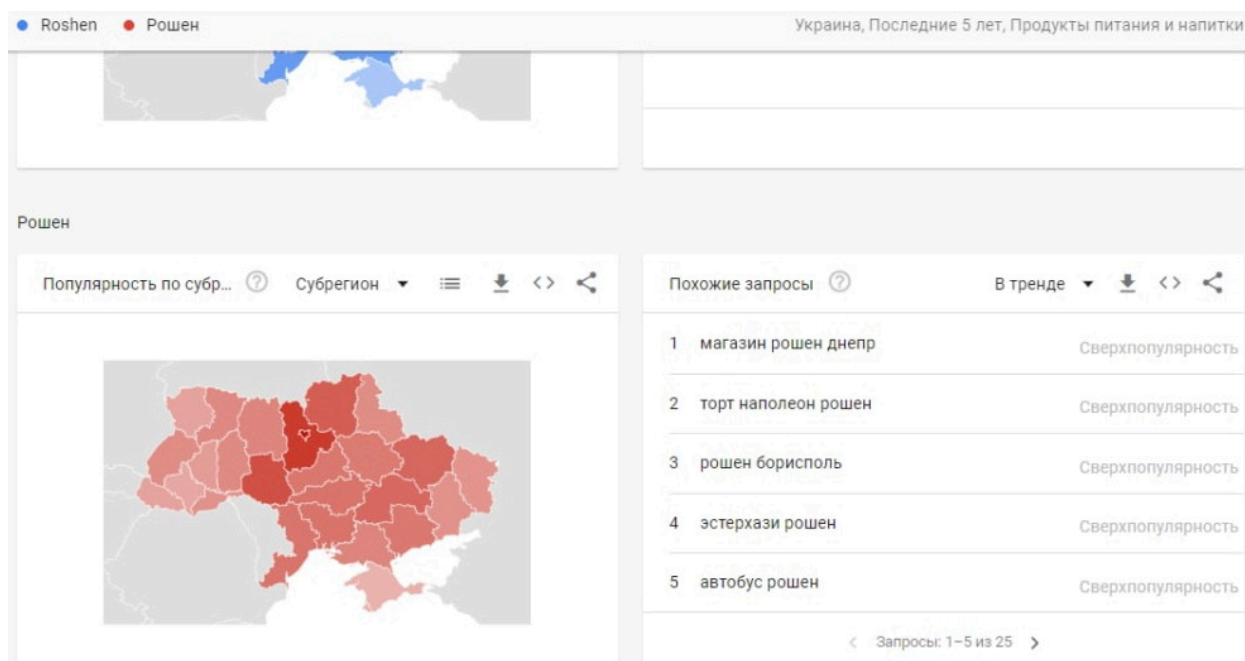 Roshen Рошен Украина, Последние 5 лет, Продукты питания и напитки
Рошен
Популярность по субр... ? Субрегион
Похожие запросы ? В тренде
1 магазин рошен днепр Сверхпопулярность
2 торт наполеон рошен Сверхпопулярность
3 рошен борисполь Сверхпопулярность
4 эстерхази рошен Сверхпопулярность
5 автобус рошен Сверхпопулярность
< Запросы: 1–5 из 25 >